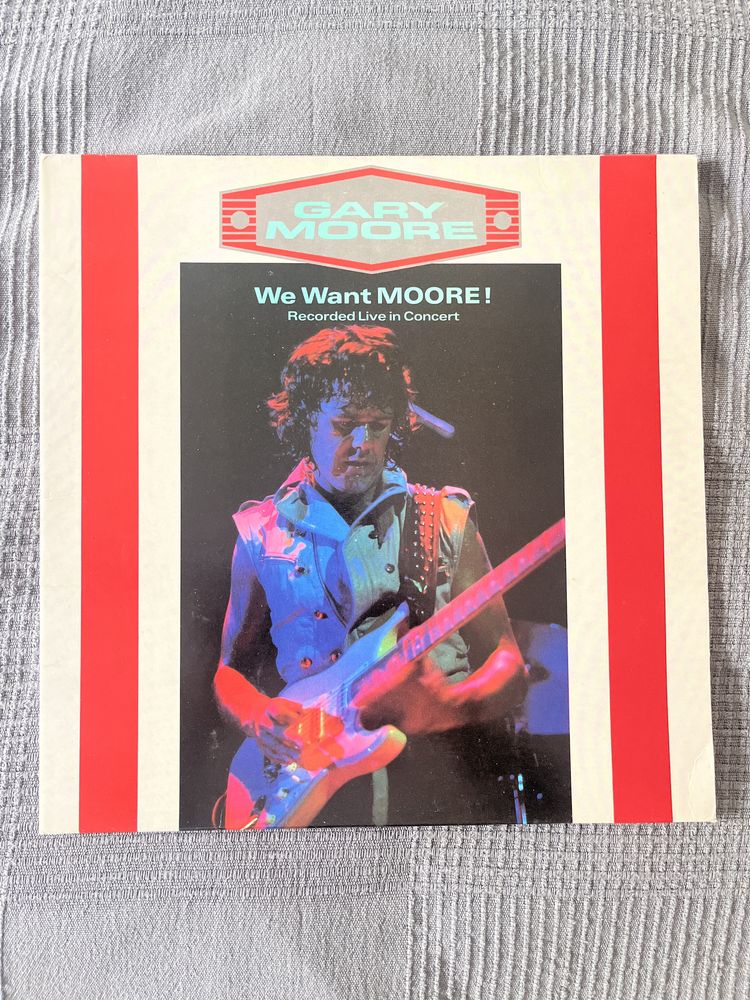 GARY
MOORE
We Want MOORE!
Recorded Live in Concert